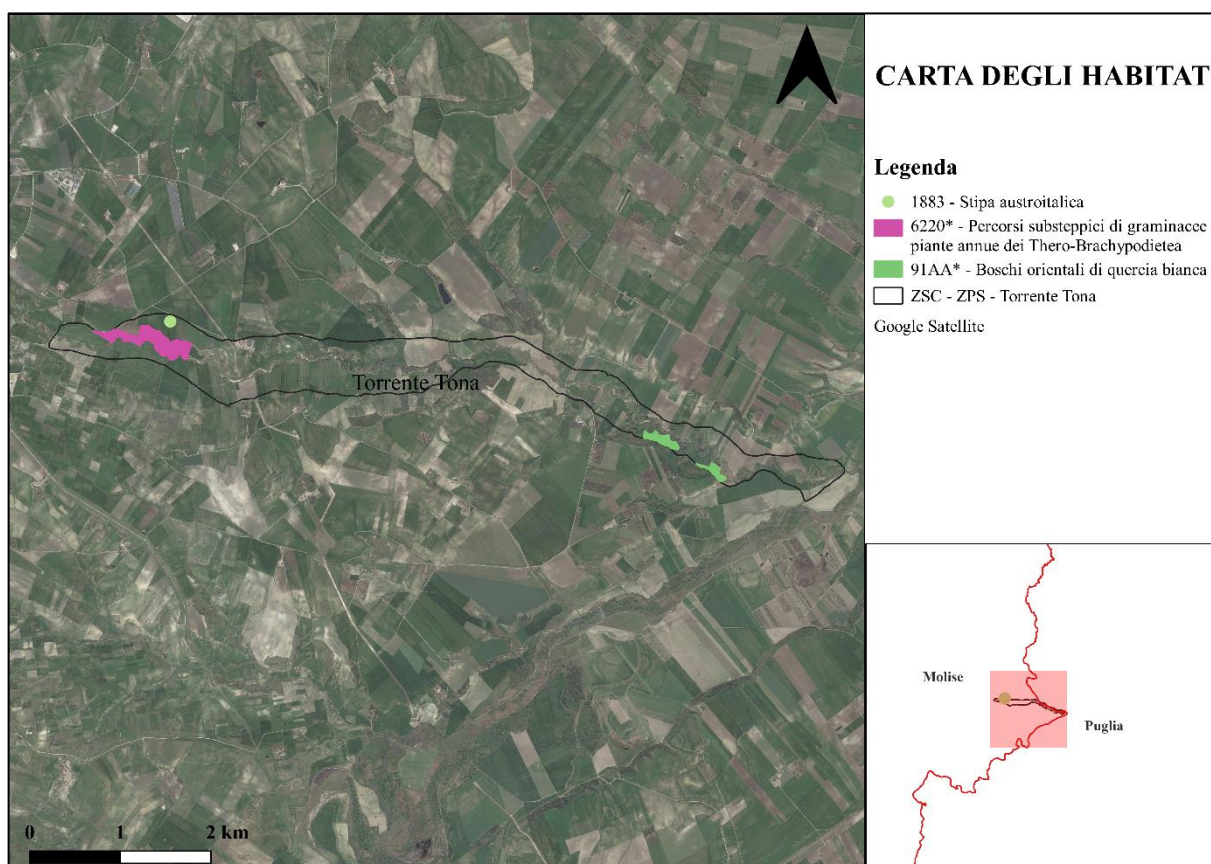 CARTA DEGLI HABITAT
Legenda
1883 - Stipa austroitalica
6220* - Percorsi substeppici di graminacee
piante annue dei Thero-Brachypodietea
91AA* - Boschi orientali di quercia bianca
ZSC - ZPS - Torrente Tona
Google Satellite
Torrente Tona
0 1 2 km
Molise
Puglia